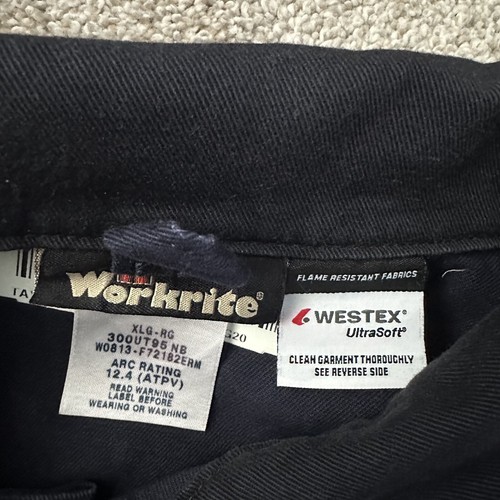 Workrite®
XLG-RG
300UT95 NB
W0813-F72182ERM
ARC RATING
12.4 (ATPV)
READ WARNING
LABEL BEFORE
WEARING OR WASHING
FLAME RESISTANT FABRICS
WESTEX®
UltraSoft®
CLEAN GARMENT THOROUGHLY
SEE REVERSE SIDE